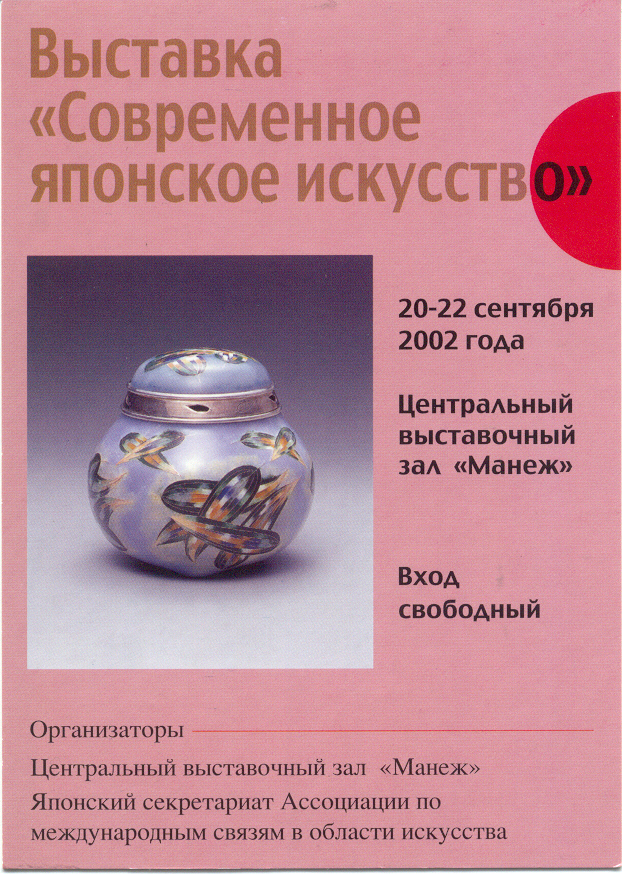 Выставка
«Современное
японское искусство»
20-22 сентября
2002 года
Центральный
выставочный
зал «Манеж»
Вход
свободный
Организаторы
Центральный выставочный зал «Манеж»
Японский секретариат Ассоциации по
международным связям в области искусства